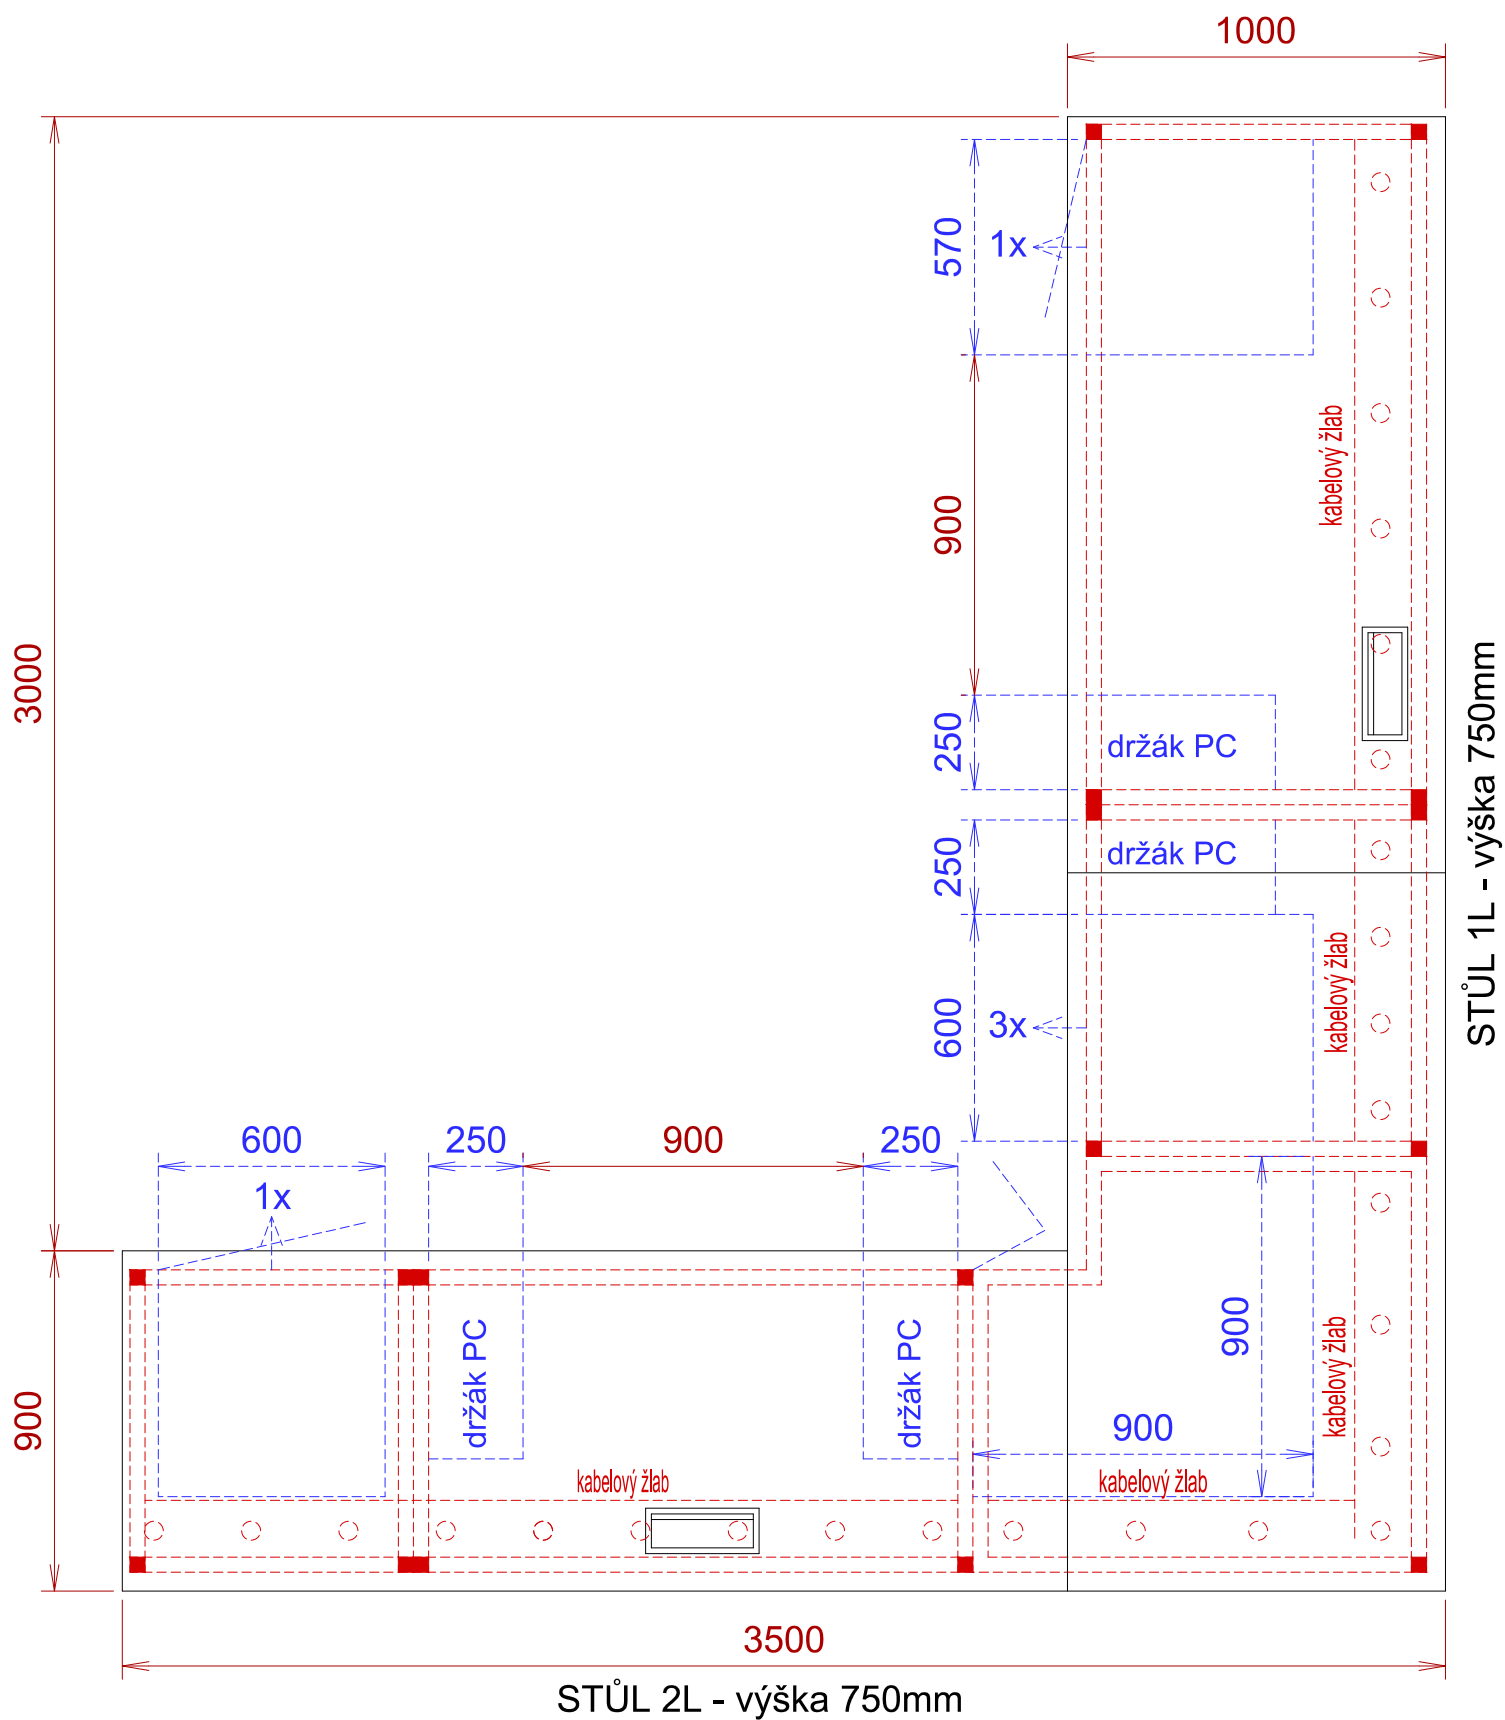 1000
570
1x
900
kabelový žlab
3000
250
držák PC
250
držák PC
STŮL 1L - výška 750mm
kabelový žlab
600
3x
600
250
900
250
1x
900
držák PC
držák PC
900
kabelový žlab
900
kabelový žlab
kabelový žlab
3500
STŮL 2L - výška 750mm